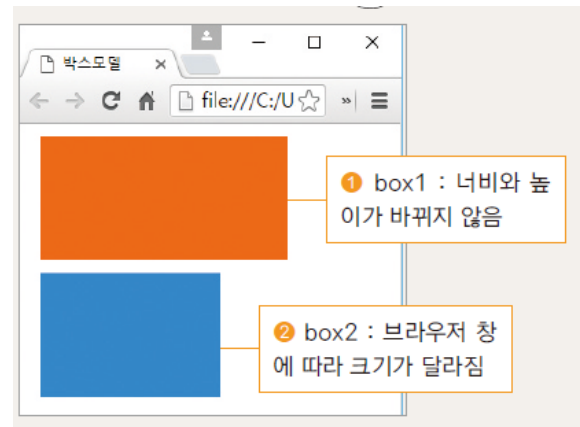 박스모델
file:///C:/U
❶ box1 : 너비와 높
이가 바뀌지 않음
❷ box2 : 브라우저 창
에 따라 크기가 달라짐